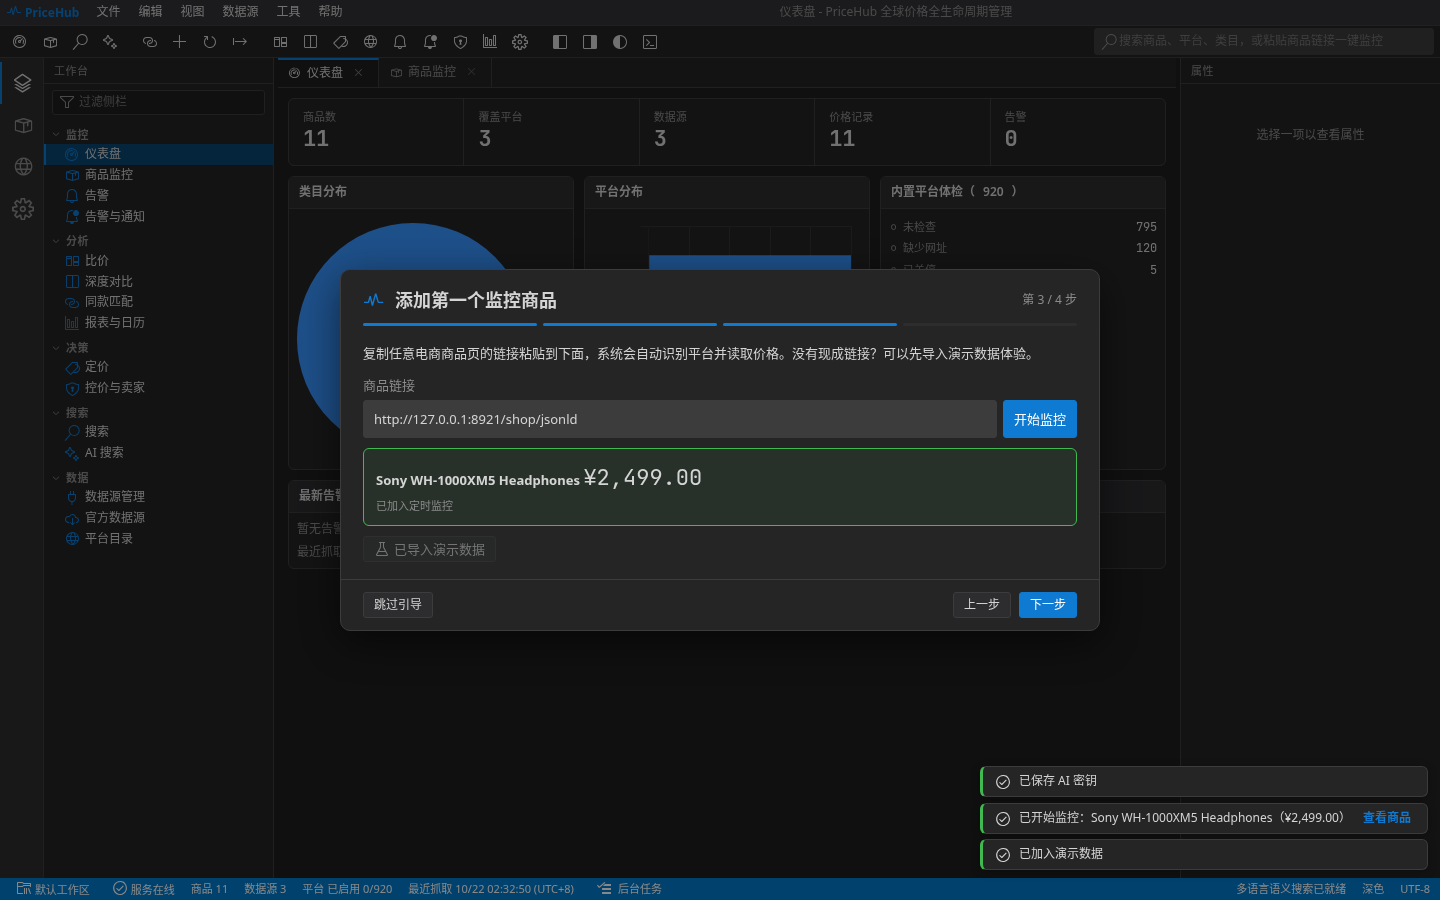 PriceHub 文件 编辑 视图 数据源 工具 帮助 仪表盘 - PriceHub 全球价格全生命周期管理
搜索商品、平台、类目，或粘贴商品链接一键监控
工作台
仪表盘
商品监控
属性
过滤侧栏
监控
仪表盘
商品监控
告警
告警与通知
分析
比价
深度对比
同款匹配
报表与日历
决策
定价
控价与卖家
搜索
搜索
AI 搜索
数据
数据源管理
官方数据源
平台目录
商品数
11
覆盖平台
3
数据源
3
价格记录
11
告警
0
选择一项以查看属性
类目分布
平台分布
内置平台体检（ 920 ）
未检查 795
缺少网址 120
5
添加第一个监控商品
第 3 / 4 步
复制任意电商商品页的链接粘贴到下面，系统会自动识别平台并读取价格。没有现成链接？可以先导入演示数据体验。
商品链接
http://127.0.0.1:8921/shop/jsonld
开始监控
Sony WH-1000XM5 Headphones ¥2,499.00
已加入定时监控
已导入演示数据
跳过引导
上一步
下一步
最新告警
暂无告警
最近抓取
已保存 AI 密钥
已开始监控：Sony WH-1000XM5 Headphones（¥2,499.00） 查看商品
已加入演示数据
默认工作区 服务在线 商品 11 数据源 3 平台 已启用 0/920 最近抓取 10/22 02:32:50 (UTC+8) 后台任务 多语言语义搜索已就绪 深色 UTF-8